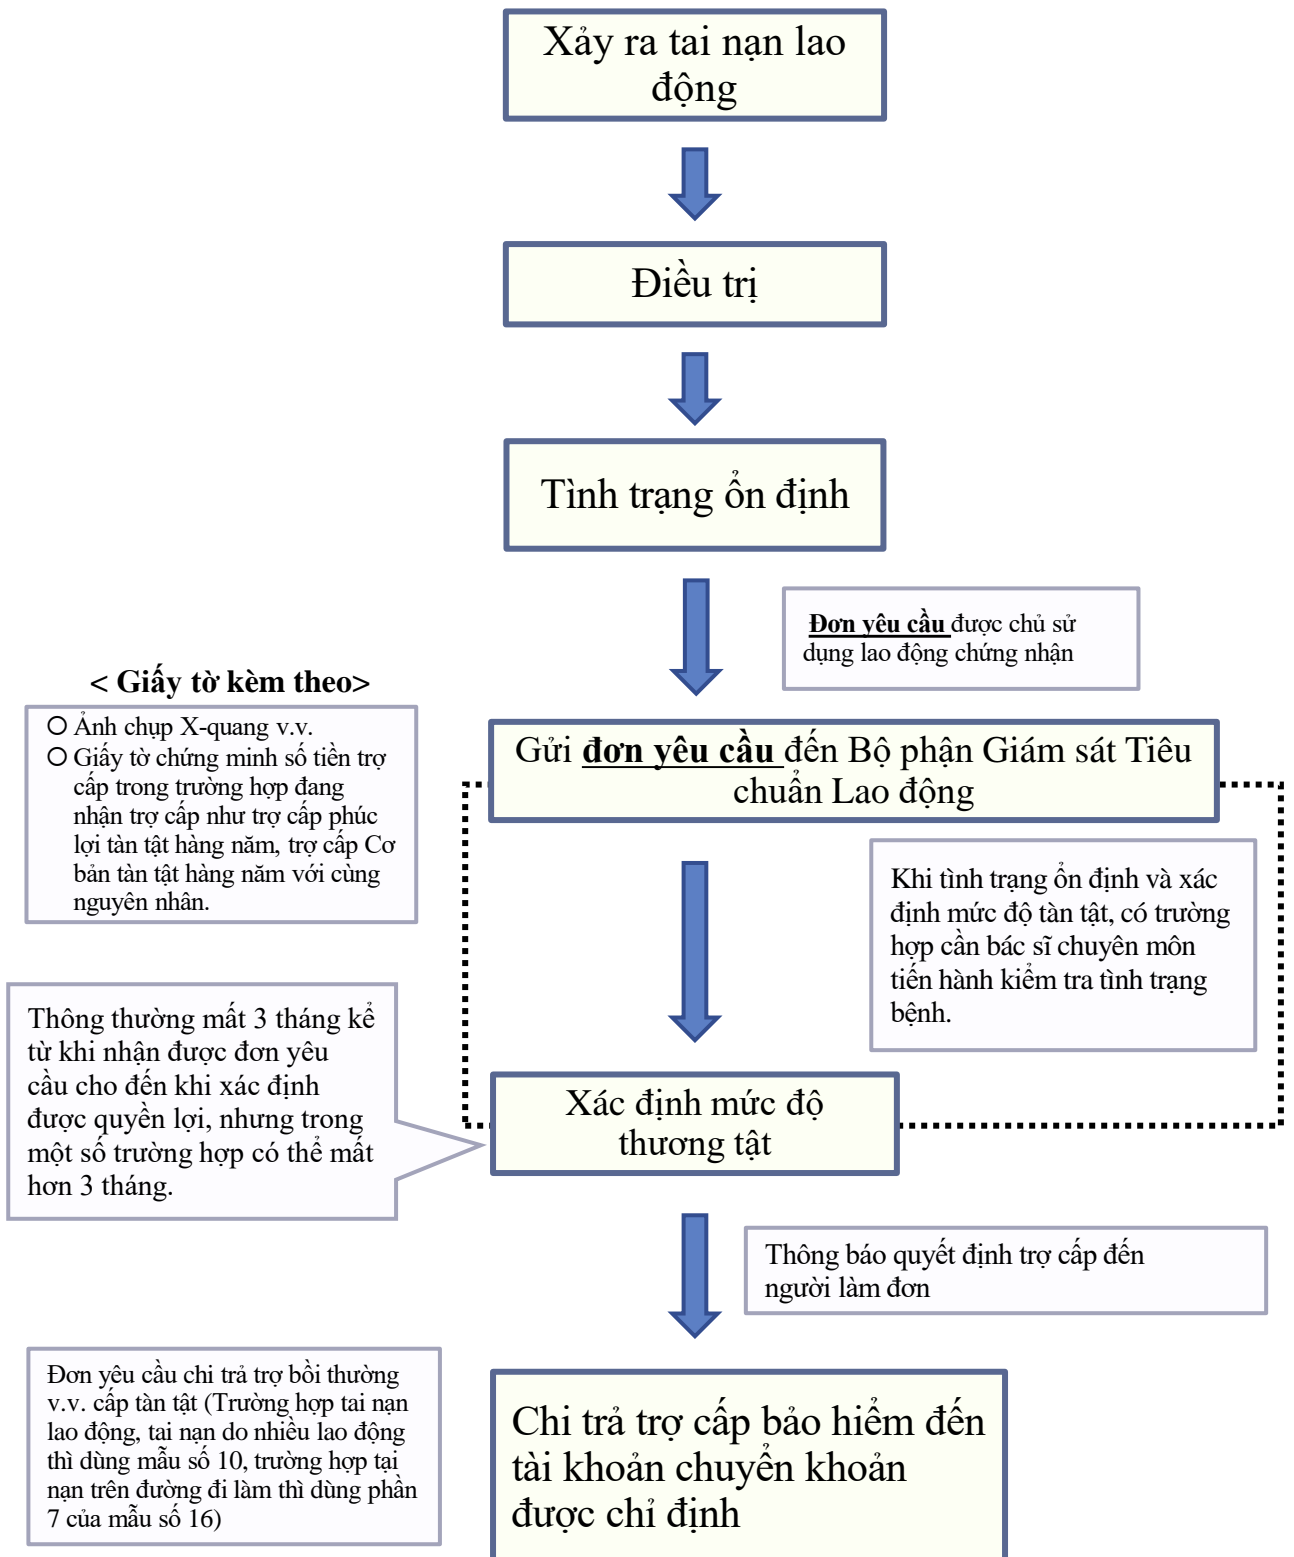 Xảy ra tai nạn lao
động
Điều trị
Tình trạng ổn định
Đơn yêu cầu được chủ sử
dụng lao động chứng nhận
< Giấy tờ kèm theo>
○ Ảnh chụp X-quang v.v.
○ Giấy tờ chứng minh số tiền trợ
cấp trong trường hợp đang
nhận trợ cấp như trợ cấp phúc
lợi tàn tật hàng năm, trợ cấp Cơ
bản tàn tật hàng năm với cùng
nguyên nhân.
Gửi đơn yêu cầu đến Bộ phận Giám sát Tiêu
chuẩn Lao động
Khi tình trạng ổn định và xác
định mức độ tàn tật, có trường
hợp cần bác sĩ chuyên môn
tiến hành kiểm tra tình trạng
bệnh.
Thông thường mất 3 tháng kể
từ khi nhận được đơn yêu
cầu cho đến khi xác định
được quyền lợi, nhưng trong
một số trường hợp có thể mất
hơn 3 tháng.
Xác định mức độ
thương tật
Thông báo quyết định trợ cấp đến
người làm đơn
Đơn yêu cầu chi trả trợ bồi thường
v.v. cấp tàn tật (Trường hợp tai nạn
lao động, tai nạn do nhiều lao động
thì dùng mẫu số 10, trường hợp tại
nạn trên đường đi làm thì dùng phần
7 của mẫu số 16)
Chi trả trợ cấp bảo hiểm đến
tài khoản chuyển khoản
được chỉ định